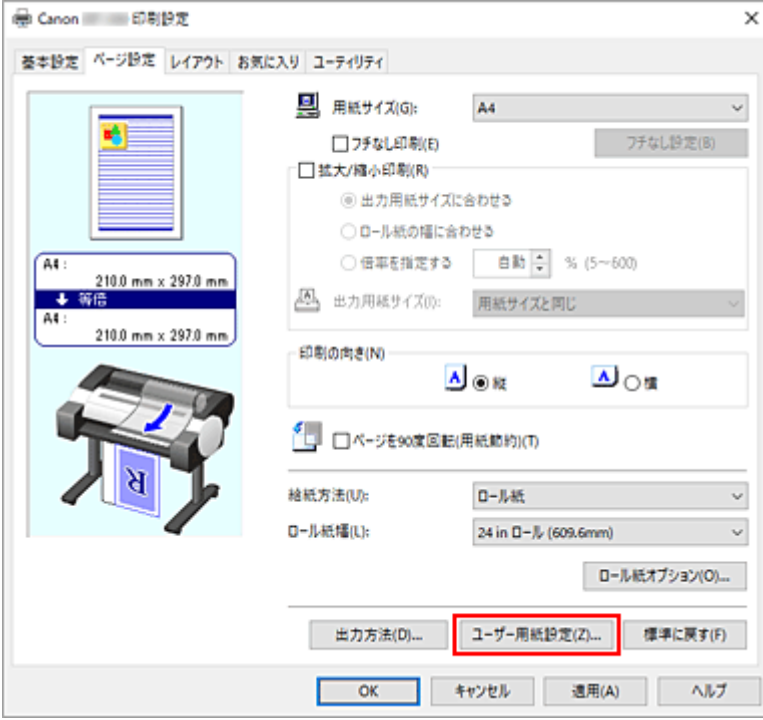 Canon 印刷設定
基本設定 ページ設定 レイアウト お気に入り ユーティリティ
用紙サイズ(G): A4
フチなし印刷(E) フチなし設定(B)
拡大/縮小印刷(R)
出力用紙サイズに合わせる
ロール紙の幅に合わせる
倍率を指定する 自動 % (5～600)
出力用紙サイズ(I): 用紙サイズと同じ
A4 :
210.0 mm x 297.0 mm
等倍
A4 :
210.0 mm x 297.0 mm
印刷の向き(N)
A 縦 A 横
ページを90度回転(用紙節約)(T)
給紙方法(U): ロール紙
ロール紙幅(L): 24 in ロール (609.6mm)
ロール紙オプション(O)...
R
出力方法(D)... ユーザー用紙設定(Z)... 標準に戻す(F)
OK キャンセル 適用(A) ヘルプ